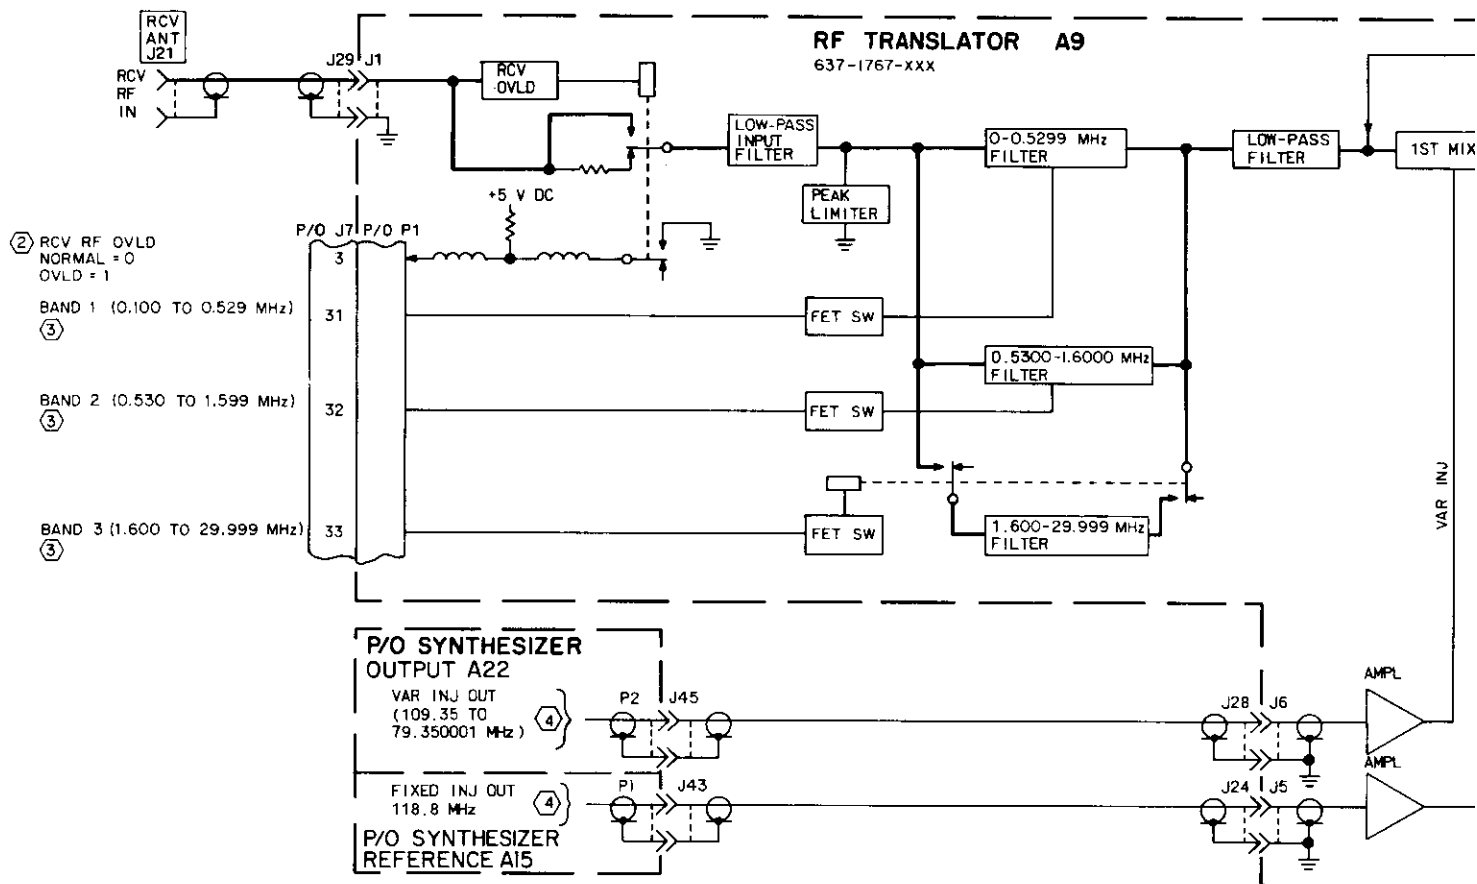 RCV
ANT
J21
RF TRANSLATOR A9
637-1767-XXX
RCV
RF
IN
J29 J1
RCV
OVLD
LOW-PASS
INPUT
FILTER
0-0.5299 MHz
FILTER
LOW-PASS
FILTER
1ST MIX
PEAK
LIMITER
+5 V DC
P/O J7 P/O P1
2 RCV RF OVLD
NORMAL = 0
OVLD = 1
3
BAND 1 (0.100 TO 0.529 MHz)
3
31
FET SW
0.5300-1.6000 MHz
FILTER
BAND 2 (0.530 TO 1.599 MHz)
3
32
FET SW
BAND 3 (1.600 TO 29.999 MHz)
3
33
FET SW
1.600-29.999 MHz
FILTER
VAR INJ
P/O SYNTHESIZER
OUTPUT A22
VAR INJ OUT
(109.35 TO
79.350001 MHz)
4
P2 J45
J28 J6
AMPL
FIXED INJ OUT
118.8 MHz
4
P1 J43
J24 J5
AMPL
P/O SYNTHESIZER
REFERENCE A15